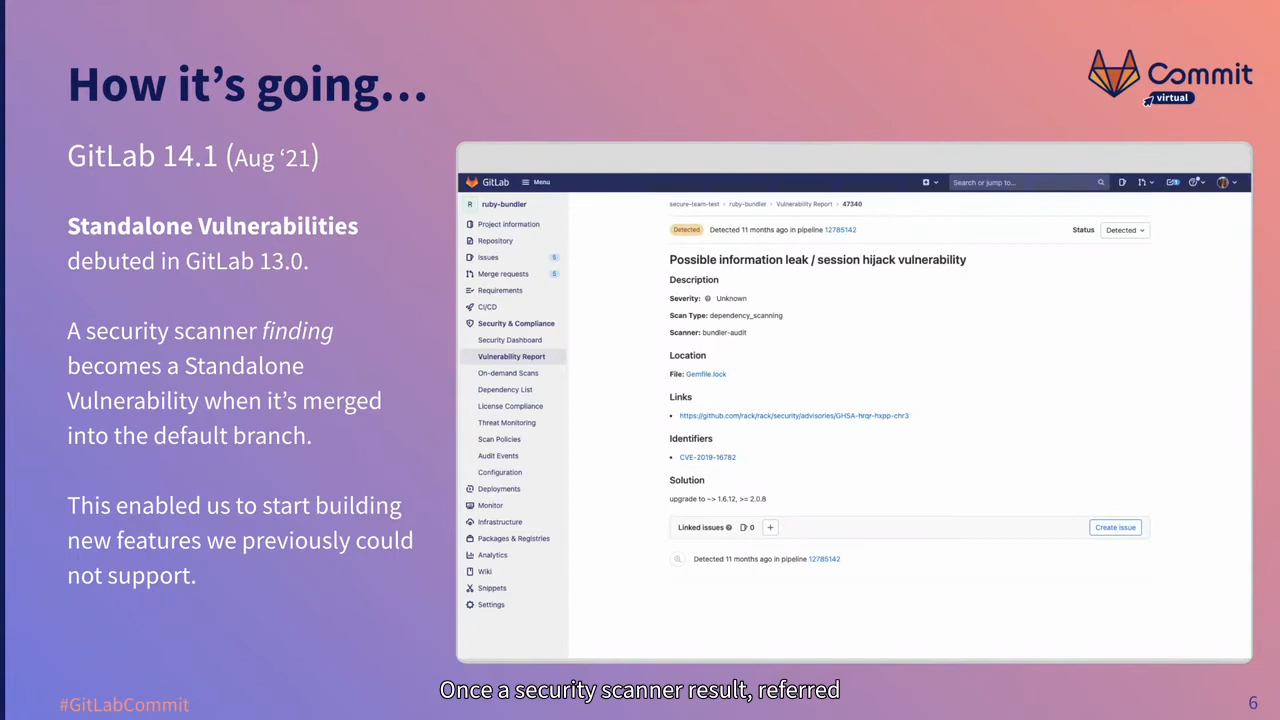 How it's going...
Commit
virtual
GitLab 14.1 (Aug '21)
Standalone Vulnerabilities
debuted in GitLab 13.0.
A security scanner finding
becomes a Standalone
Vulnerability when it's merged
into the default branch.
This enabled us to start building
new features we previously could
not support.
GitLab Menu
Search or jump to...
R ruby-bundler
Project information
Repository
Issues 5
Merge requests 5
Requirements
CI/CD
Security & Compliance
Security Dashboard
Vulnerability Report
On-demand Scans
Dependency List
License Compliance
Threat Monitoring
Scan Policies
Audit Events
Configuration
Deployments
Monitor
Infrastructure
Packages & Registries
Analytics
Wiki
Snippets
Settings
secure-team-test › ruby-bundler › Vulnerability Report › 47340
Detected Detected 11 months ago in pipeline 12785142
Status Detected
Possible information leak / session hijack vulnerability
Description
Severity: Unknown
Scan Type: dependency_scanning
Scanner: bundler-audit
Location
File: Gemfile.lock
Links
• https://github.com/rack/rack/security/advisories/GHSA-hrqr-hxpp-chr3
Identifiers
• CVE-2019-16782
Solution
upgrade to ~> 1.6.12, >= 2.0.8
Linked issues 0 +
Create issue
Detected 11 months ago in pipeline 12785142
Once a security scanner result, referred
#GitLabCommit
6